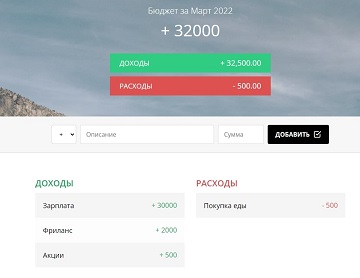 Бюджет за Март 2022
+ 32000
ДОХОДЫ + 32,500.00
РАСХОДЫ - 500.00
+ Описание Сумма ДОБАВИТЬ
ДОХОДЫ
Зарплата + 30000
Фриланс + 2000
Акции + 500
РАСХОДЫ
Покупка еды - 500